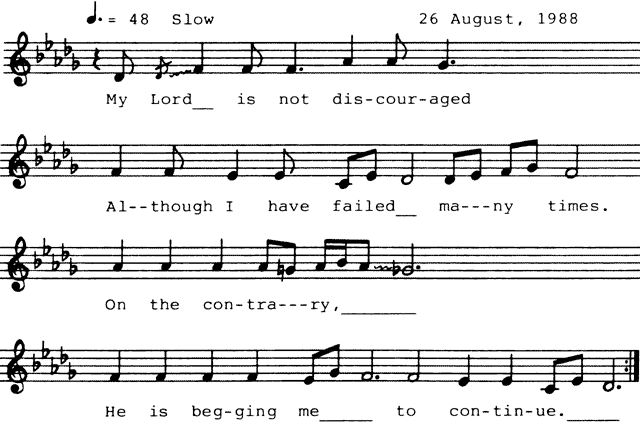 ♩. = 48 Slow 26 August, 1988
My Lord__ is not dis-cour-aged
Al--though I have failed__ ma---ny times.
On the con-tra---ry,_______
He is beg-ging me_____ to con-tin-ue._____